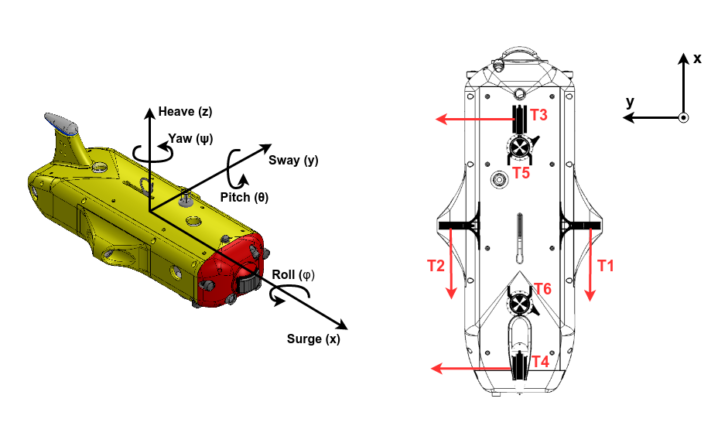 Heave (z)
Yaw (ψ)
Sway (y)
Pitch (θ)
Roll (φ)
Surge (x)
x
y
T3
T5
T2
T1
T6
T4